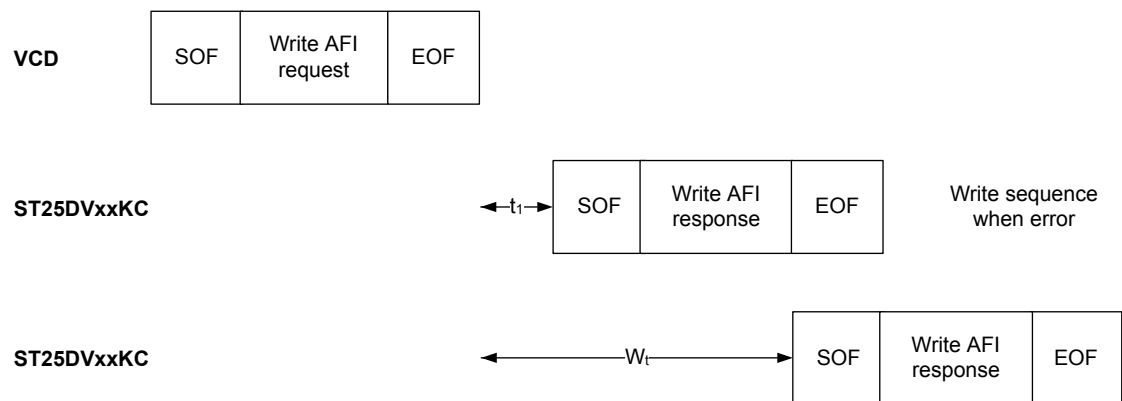 VCD
SOF
Write AFI
request
EOF
ST25DVxxKC
t₁
SOF
Write AFI
response
EOF
Write sequence
when error
ST25DVxxKC
Wₜ
SOF
Write AFI
response
EOF